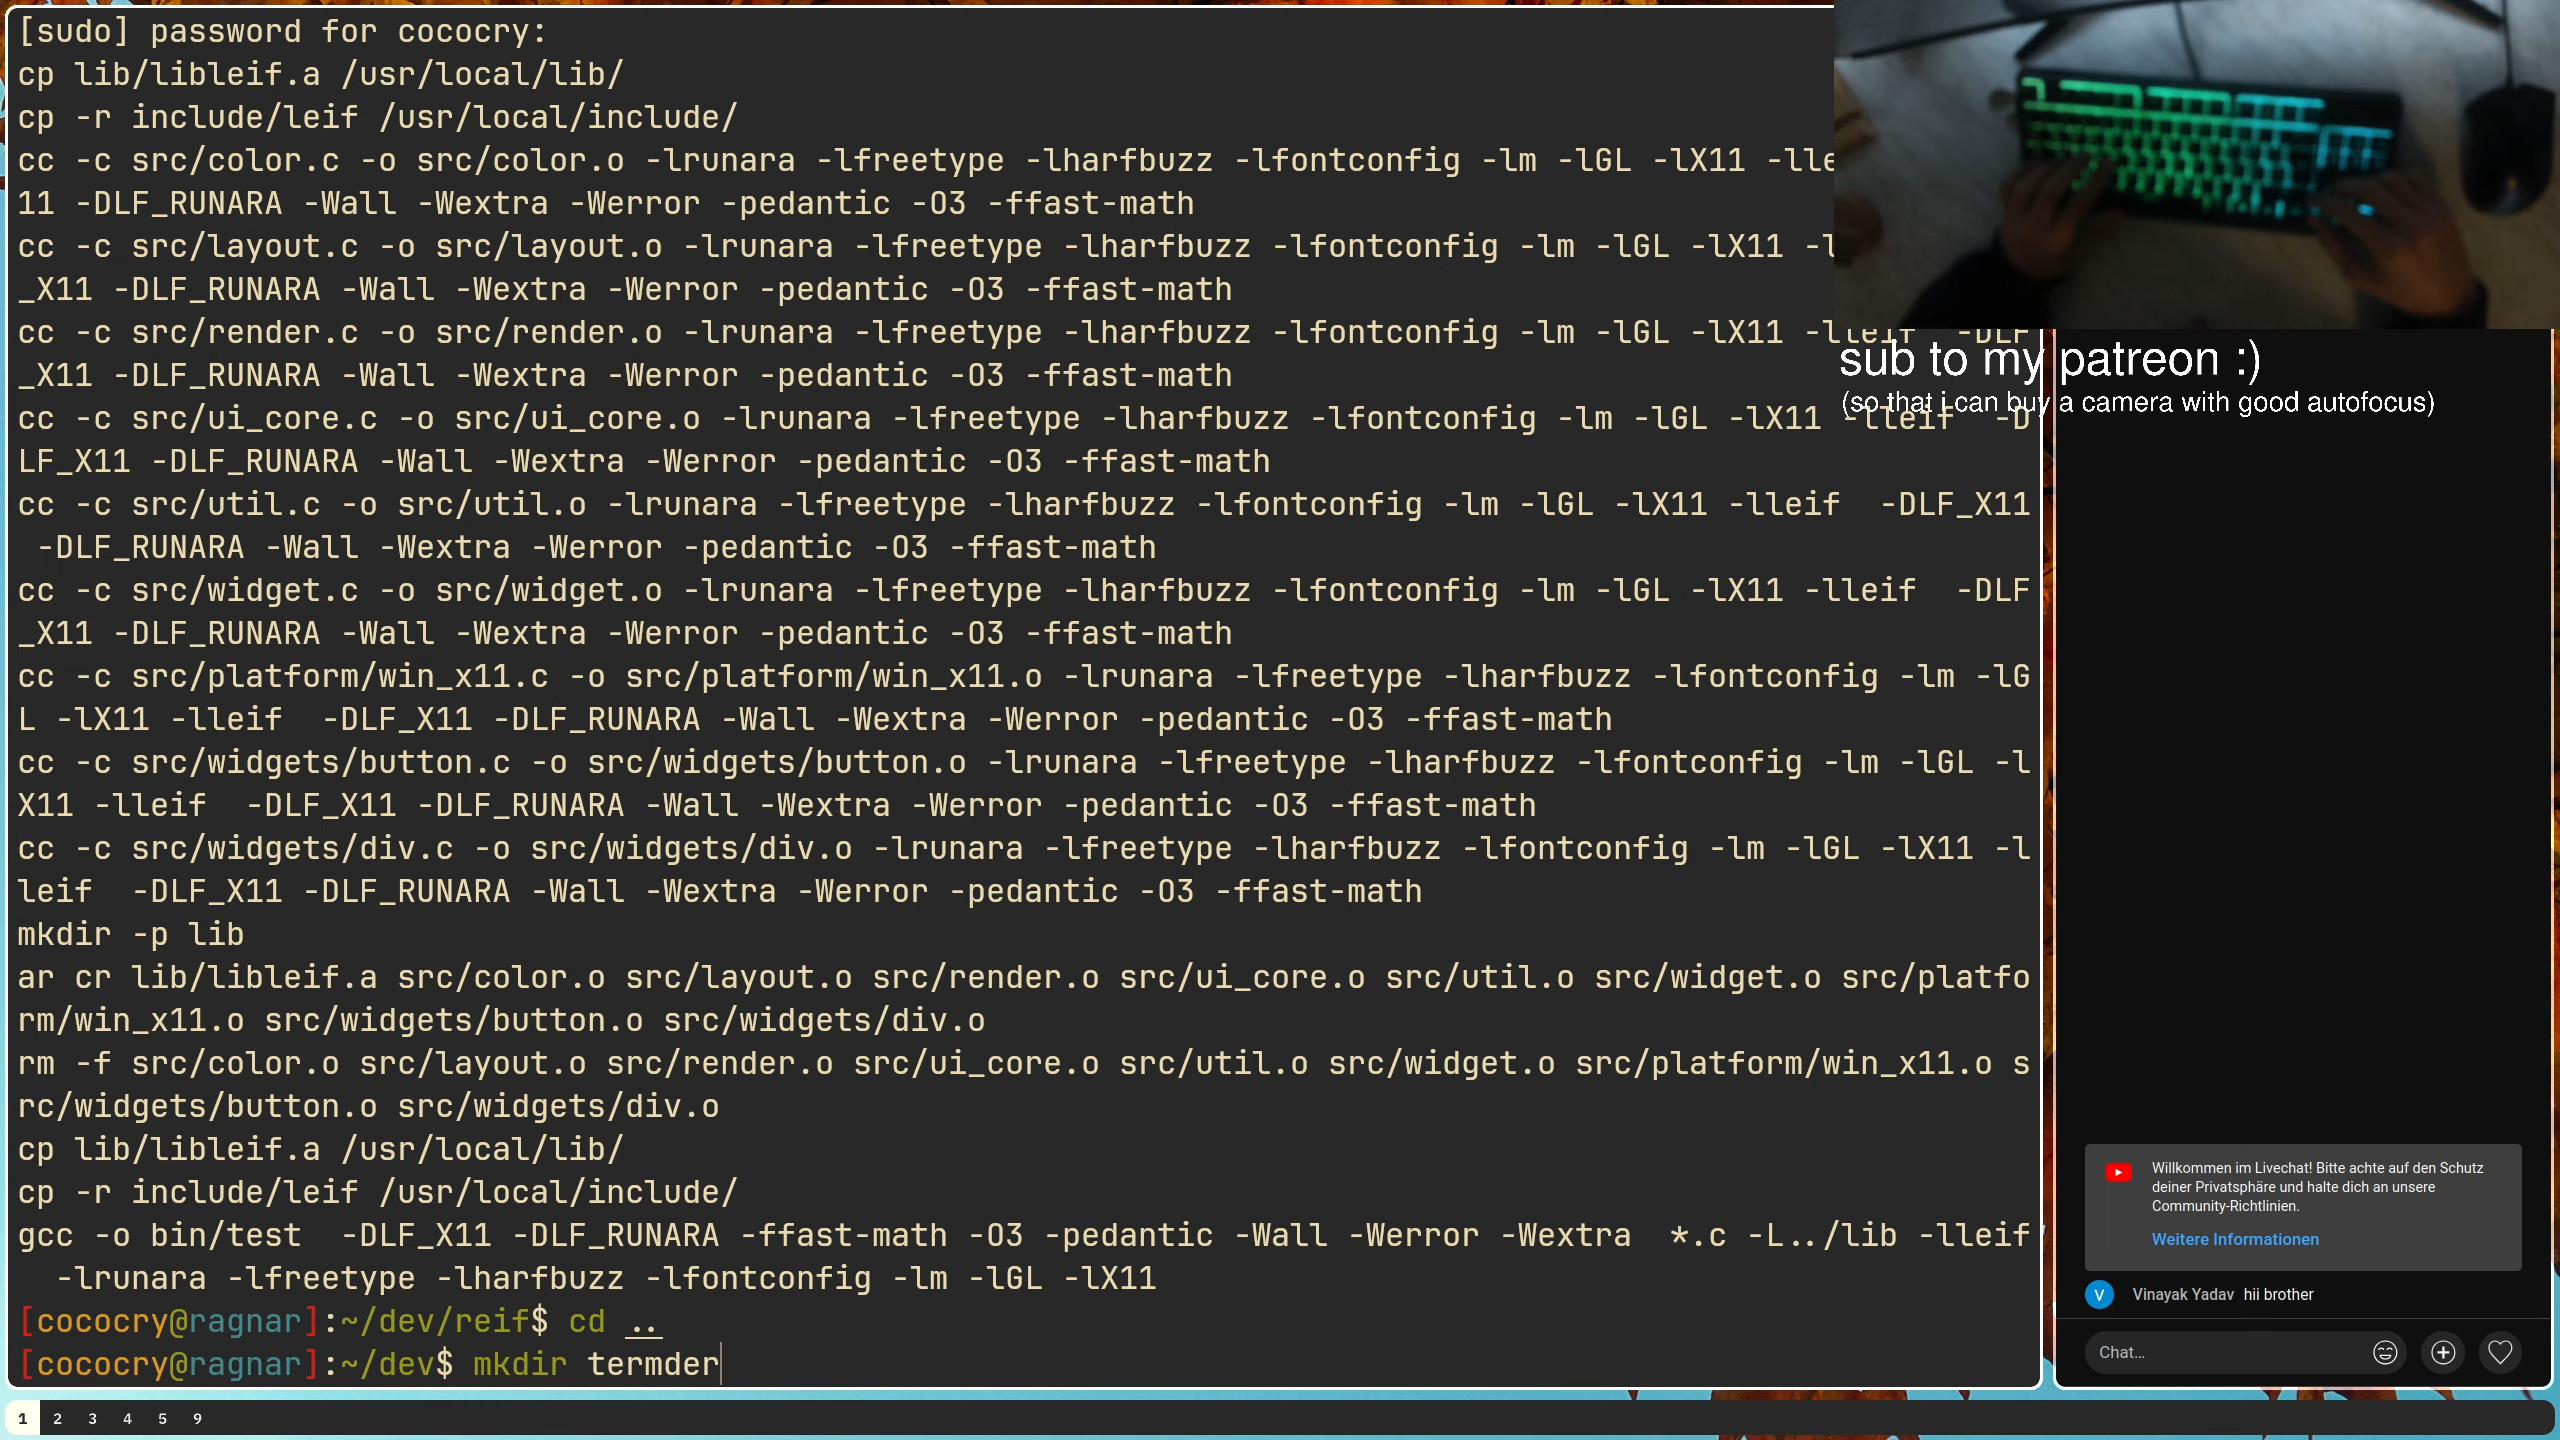 [sudo] password for cococry:
cp lib/libleif.a /usr/local/lib/
cp -r include/leif /usr/local/include/
cc -c src/color.c -o src/color.o -lrunara -lfreetype -lharfbuzz -lfontconfig -lm -lGL -lX11 -lle
11 -DLF_RUNARA -Wall -Wextra -Werror -pedantic -O3 -ffast-math
cc -c src/layout.c -o src/layout.o -lrunara -lfreetype -lharfbuzz -lfontconfig -lm -lGL -lX11 -l
_X11 -DLF_RUNARA -Wall -Wextra -Werror -pedantic -O3 -ffast-math
cc -c src/render.c -o src/render.o -lrunara -lfreetype -lharfbuzz -lfontconfig -lm -lGL -lX11 -lleif  -DLF
_X11 -DLF_RUNARA -Wall -Wextra -Werror -pedantic -O3 -ffast-math
cc -c src/ui_core.c -o src/ui_core.o -lrunara -lfreetype -lharfbuzz -lfontconfig -lm -lGL -lX11 -lleif  -D
LF_X11 -DLF_RUNARA -Wall -Wextra -Werror -pedantic -O3 -ffast-math
cc -c src/util.c -o src/util.o -lrunara -lfreetype -lharfbuzz -lfontconfig -lm -lGL -lX11 -lleif  -DLF_X11
 -DLF_RUNARA -Wall -Wextra -Werror -pedantic -O3 -ffast-math
cc -c src/widget.c -o src/widget.o -lrunara -lfreetype -lharfbuzz -lfontconfig -lm -lGL -lX11 -lleif  -DLF
_X11 -DLF_RUNARA -Wall -Wextra -Werror -pedantic -O3 -ffast-math
cc -c src/platform/win_x11.c -o src/platform/win_x11.o -lrunara -lfreetype -lharfbuzz -lfontconfig -lm -lG
L -lX11 -lleif  -DLF_X11 -DLF_RUNARA -Wall -Wextra -Werror -pedantic -O3 -ffast-math
cc -c src/widgets/button.c -o src/widgets/button.o -lrunara -lfreetype -lharfbuzz -lfontconfig -lm -lGL -l
X11 -lleif  -DLF_X11 -DLF_RUNARA -Wall -Wextra -Werror -pedantic -O3 -ffast-math
cc -c src/widgets/div.c -o src/widgets/div.o -lrunara -lfreetype -lharfbuzz -lfontconfig -lm -lGL -lX11 -l
leif  -DLF_X11 -DLF_RUNARA -Wall -Wextra -Werror -pedantic -O3 -ffast-math
mkdir -p lib
ar cr lib/libleif.a src/color.o src/layout.o src/render.o src/ui_core.o src/util.o src/widget.o src/platfo
rm/win_x11.o src/widgets/button.o src/widgets/div.o
rm -f src/color.o src/layout.o src/render.o src/ui_core.o src/util.o src/widget.o src/platform/win_x11.o s
rc/widgets/button.o src/widgets/div.o
cp lib/libleif.a /usr/local/lib/
cp -r include/leif /usr/local/include/
gcc -o bin/test  -DLF_X11 -DLF_RUNARA -ffast-math -O3 -pedantic -Wall -Werror -Wextra  *.c -L../lib -lleif
  -lrunara -lfreetype -lharfbuzz -lfontconfig -lm -lGL -lX11
[cococry@ragnar]:~/dev/reif$ cd ..
[cococry@ragnar]:~/dev$ mkdir termder
sub to my patreon :)
(so that i can buy a camera with good autofocus)
Willkommen im Livechat! Bitte achte auf den Schutz
deiner Privatsphäre und halte dich an unsere
Community-Richtlinien.
Weitere Informationen
V Vinayak Yadav hii brother
Chat...
1 2 3 4 5 9